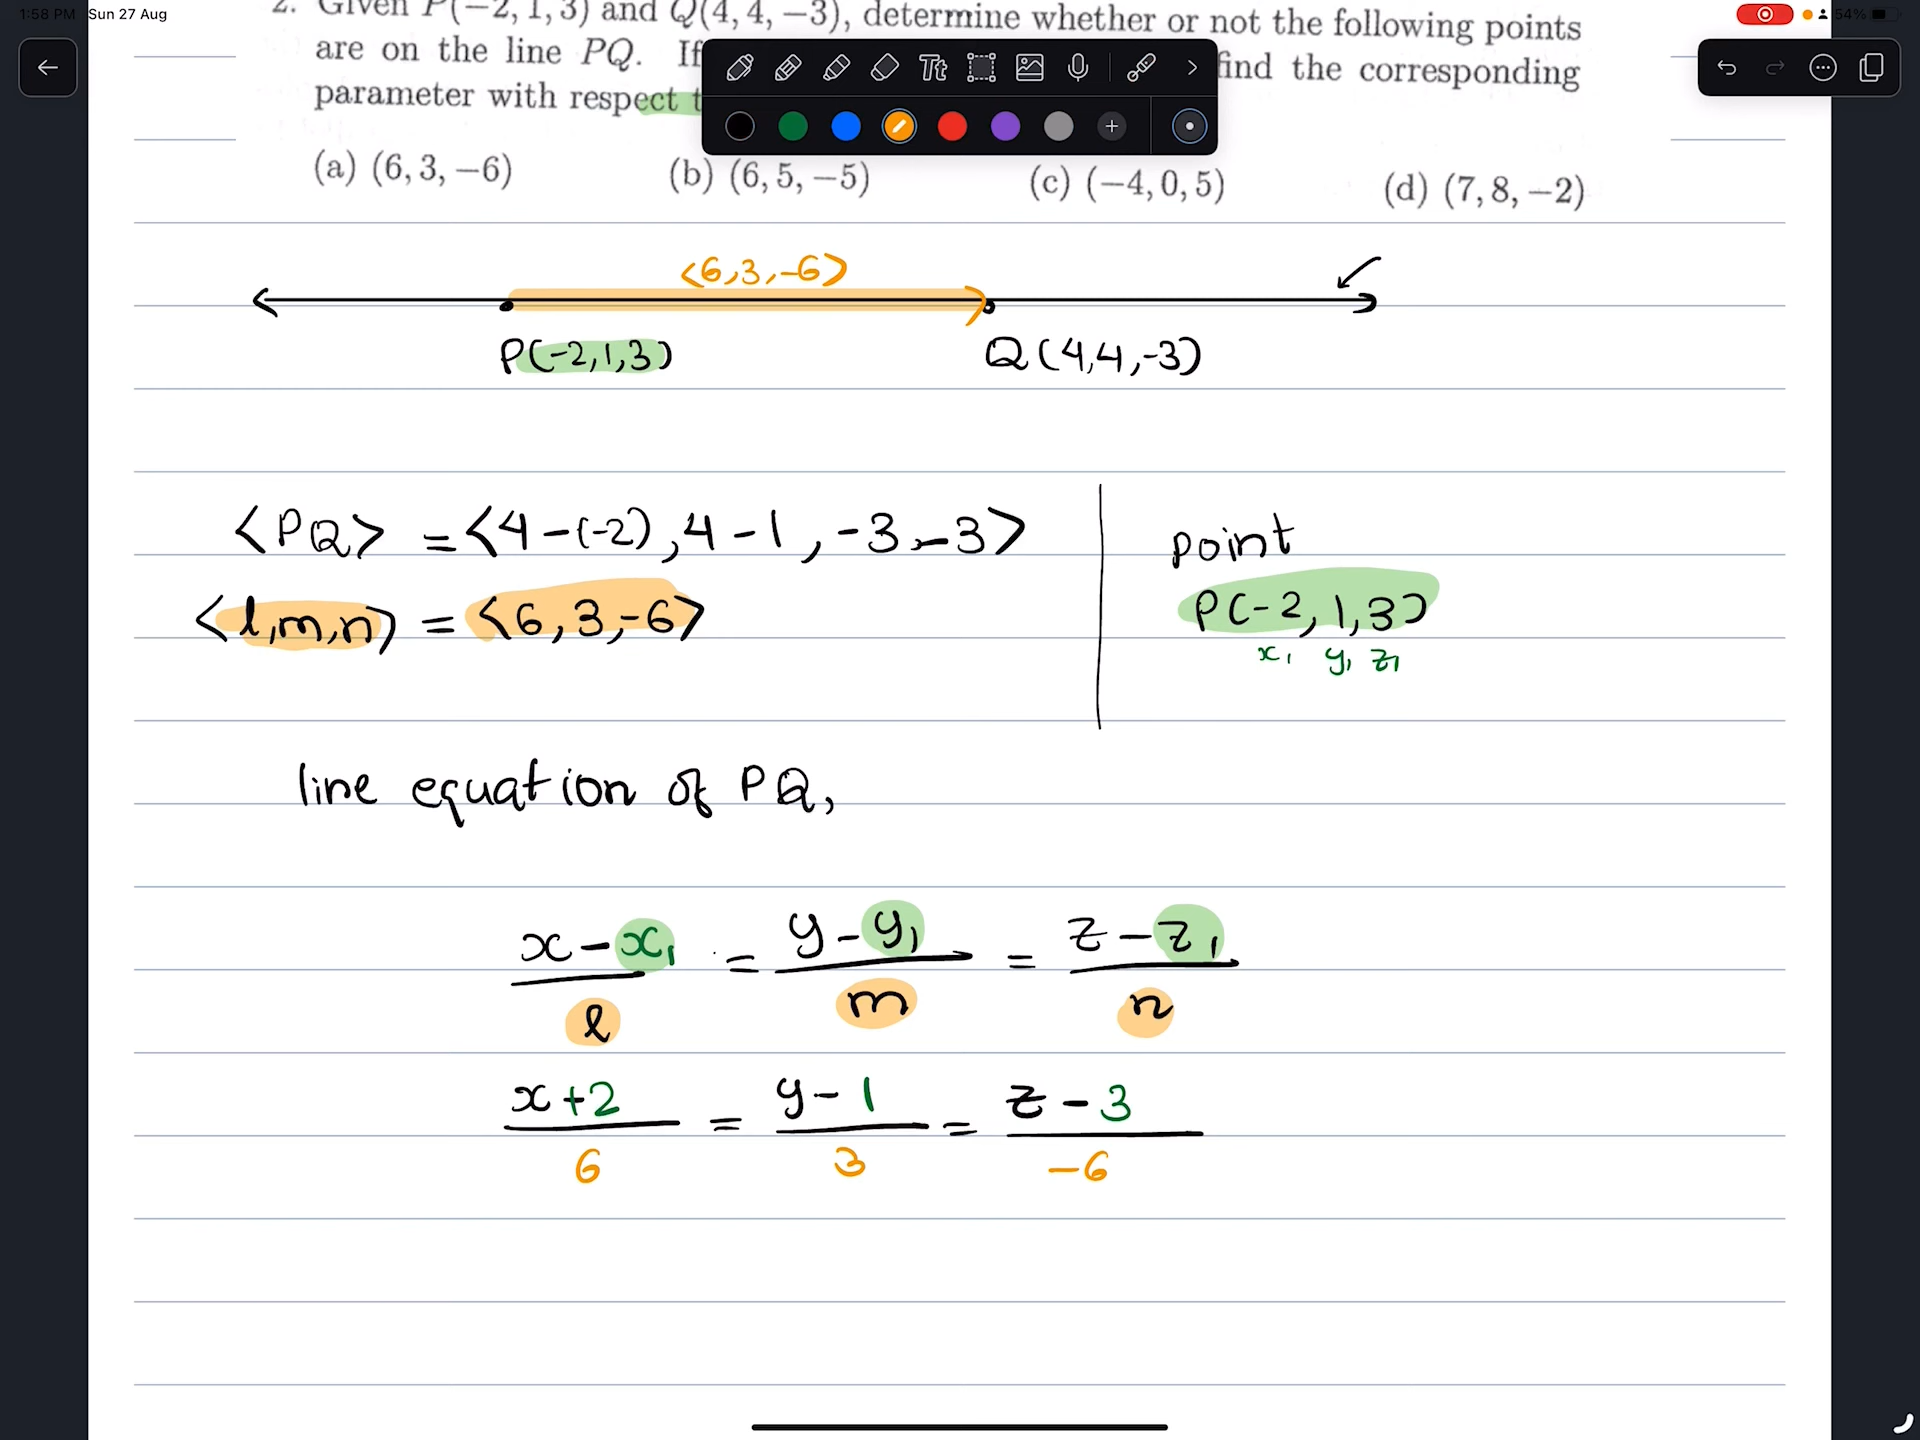 1:58 PM Sun 27 Aug
54%
2. Given P(−2, 1, 3) and Q(4, 4, −3), determine whether or not the following points
are on the line PQ. If find the corresponding
parameter with respect t
Tt
(a) (6, 3, −6) (b) (6, 5, −5) (c) (−4, 0, 5) (d) (7, 8, −2)
<6,3,-6>
P(-2,1,3) Q(4,4,-3)
<PQ> = <4-(-2),4-1,-3-3>
point
<l,m,n> = <6,3,-6>
P(-2,1,3)
x₁ y₁ z₁
line equation of PQ,
x-x₁ / l = y-y₁ / m = z-z₁ / n
x+2 / 6 = y-1 / 3 = z-3 / -6